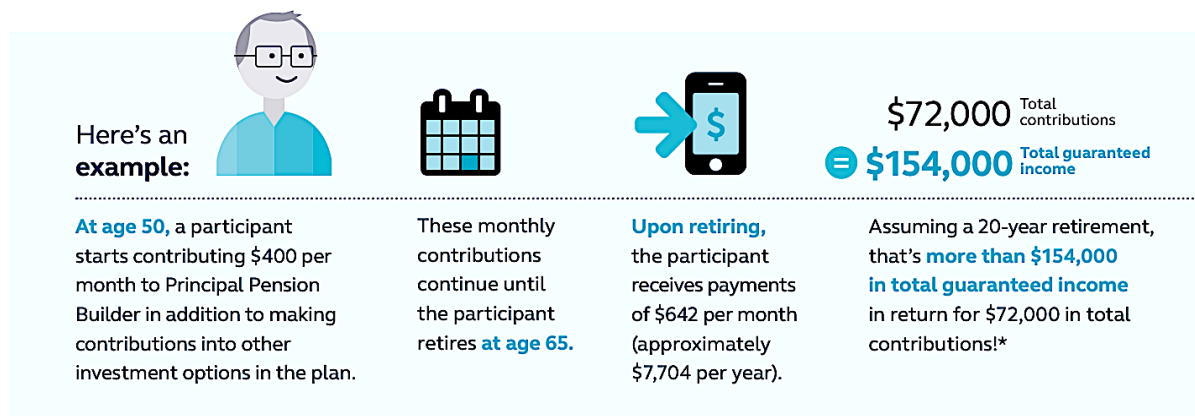 Here's an
example:
$
$72,000 Total contributions
= $154,000 Total guaranteed income
At age 50, a participant
starts contributing $400 per
month to Principal Pension
Builder in addition to making
contributions into other
investment options in the plan.
These monthly
contributions
continue until
the participant
retires at age 65.
Upon retiring,
the participant
receives payments
of $642 per month
(approximately
$7,704 per year).
Assuming a 20-year retirement,
that's more than $154,000
in total guaranteed income
in return for $72,000 in total
contributions!*